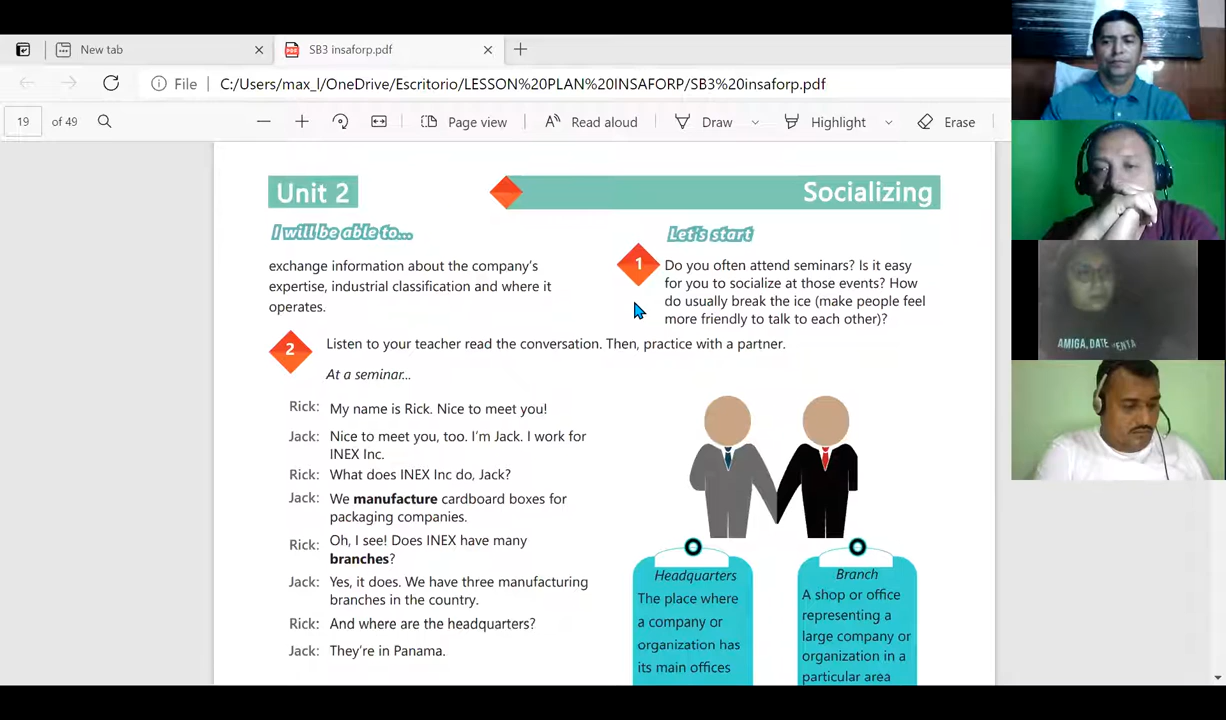 New tab
SB3 insaforp.pdf
File
C:/Users/max_l/OneDrive/Escritorio/LESSON%20PLAN%20INSAFORP/SB3%20insaforp.pdf
19
of 49
Page view
Read aloud
Draw
Highlight
Erase
Unit 2
Socializing
I will be able to...
exchange information about the company's
expertise, industrial classification and where it
operates.
Let's start
1
Do you often attend seminars? Is it easy
for you to socialize at those events? How
do usually break the ice (make people feel
more friendly to talk to each other)?
2
Listen to your teacher read the conversation. Then, practice with a partner.
At a seminar...
Rick: My name is Rick. Nice to meet you!
Jack: Nice to meet you, too. I'm Jack. I work for
INEX Inc.
Rick: What does INEX Inc do, Jack?
Jack: We manufacture cardboard boxes for
packaging companies.
Rick: Oh, I see! Does INEX have many
branches?
Jack: Yes, it does. We have three manufacturing
branches in the country.
Rick: And where are the headquarters?
Jack: They're in Panama.
Headquarters
The place where
a company or
organization has
its main offices
Branch
A shop or office
representing a
large company or
organization in a
particular area
AMIGA, DATE